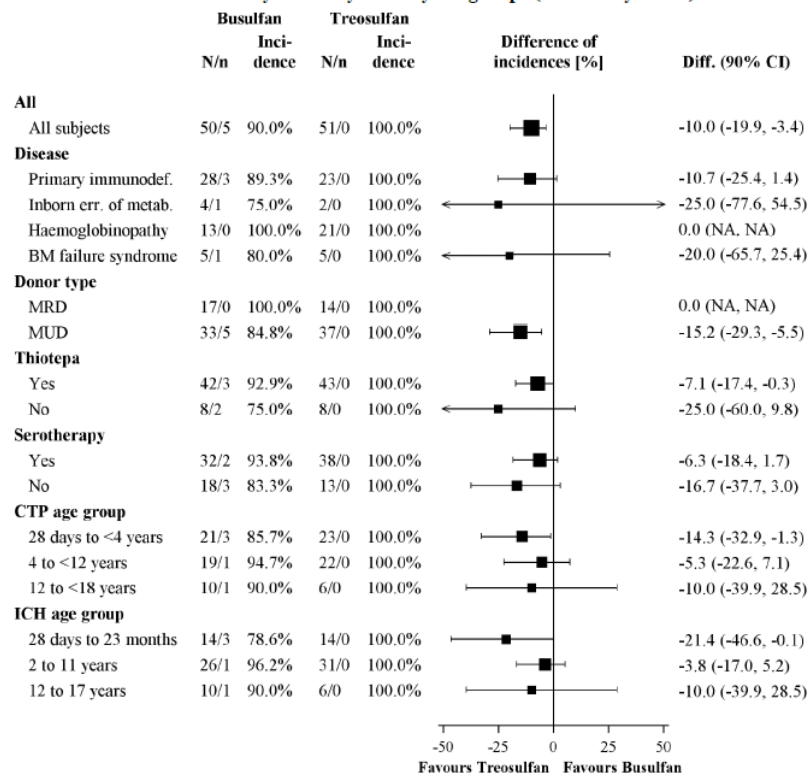 Busulfan Treosulfan
Inci- Inci- Difference of
N/n dence N/n dence incidences [%] Diff. (90% CI)
All
All subjects 50/5 90.0% 51/0 100.0% -10.0 (-19.9, -3.4)
Disease
Primary immunodef. 28/3 89.3% 23/0 100.0% -10.7 (-25.4, 1.4)
Inborn err. of metab. 4/1 75.0% 2/0 100.0% -25.0 (-77.6, 54.5)
Haemoglobinopathy 13/0 100.0% 21/0 100.0% 0.0 (NA, NA)
BM failure syndrome 5/1 80.0% 5/0 100.0% -20.0 (-65.7, 25.4)
Donor type
MRD 17/0 100.0% 14/0 100.0% 0.0 (NA, NA)
MUD 33/5 84.8% 37/0 100.0% -15.2 (-29.3, -5.5)
Thiotepa
Yes 42/3 92.9% 43/0 100.0% -7.1 (-17.4, -0.3)
No 8/2 75.0% 8/0 100.0% -25.0 (-60.0, 9.8)
Serotherapy
Yes 32/2 93.8% 38/0 100.0% -6.3 (-18.4, 1.7)
No 18/3 83.3% 13/0 100.0% -16.7 (-37.7, 3.0)
CTP age group
28 days to <4 years 21/3 85.7% 23/0 100.0% -14.3 (-32.9, -1.3)
4 to <12 years 19/1 94.7% 22/0 100.0% -5.3 (-22.6, 7.1)
12 to <18 years 10/1 90.0% 6/0 100.0% -10.0 (-39.9, 28.5)
ICH age group
28 days to 23 months 14/3 78.6% 14/0 100.0% -21.4 (-46.6, -0.1)
2 to 11 years 26/1 96.2% 31/0 100.0% -3.8 (-17.0, 5.2)
12 to 17 years 10/1 90.0% 6/0 100.0% -10.0 (-39.9, 28.5)
-50 -25 0 25 50
Favours Treosulfan Favours Busulfan